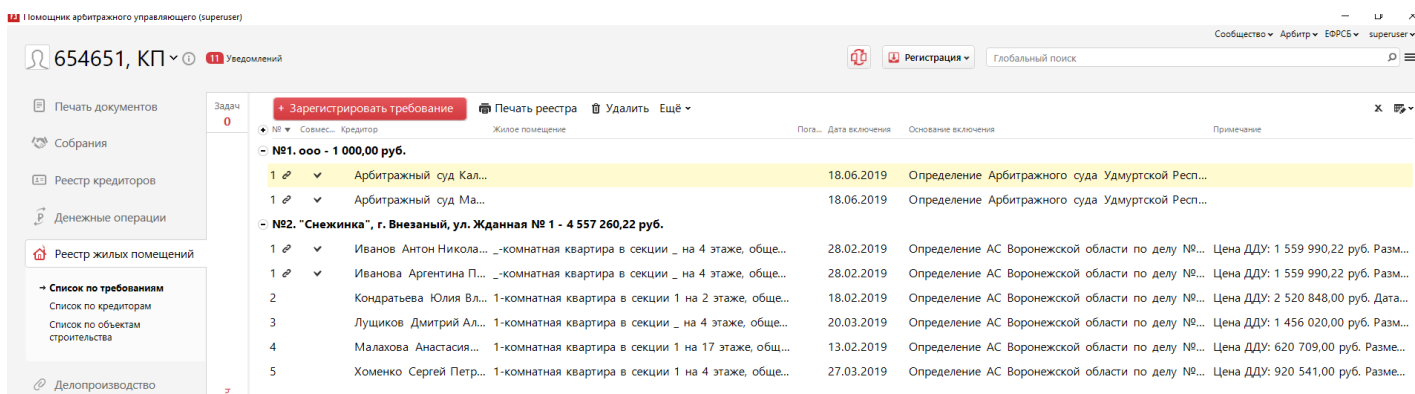 Помощник арбитражного управляющего (superuser)
Сообщество Арбитр ЕФРСБ superuser
654651, КП 11 Уведомлений Регистрация Глобальный поиск
Печать документов
Собрания
Реестр кредиторов
Денежные операции
Реестр жилых помещений
→ Список по требованиям
Список по кредиторам
Список по объектам
строительства
Делопроизводство
Задач
0
+ Зарегистрировать требование Печать реестра Удалить Ещё
№ Совмес... Кредитор Жилое помещение Пога... Дата включения Основание включения Примечание
№1. ооо - 1 000,00 руб.
1 Арбитражный суд Кал... 18.06.2019 Определение Арбитражного суда Удмуртской Респ...
1 Арбитражный суд Ма... 18.06.2019 Определение Арбитражного суда Удмуртской Респ...
№2. "Снежинка", г. Внезаный, ул. Жданная № 1 - 4 557 260,22 руб.
1 Иванов Антон Никола... _-комнатная квартира в секции _ на 4 этаже, обще... 28.02.2019 Определение АС Воронежской области по делу №... Цена ДДУ: 1 559 990,22 руб. Разм...
1 Иванова Аргентина П... _-комнатная квартира в секции _ на 4 этаже, обще... 28.02.2019 Определение АС Воронежской области по делу №... Цена ДДУ: 1 559 990,22 руб. Разм...
2 Кондратьева Юлия Вл... 1-комнатная квартира в секции 1 на 2 этаже, обще... 18.02.2019 Определение АС Воронежской области по делу №... Цена ДДУ: 2 520 848,00 руб. Дата...
3 Лущиков Дмитрий Ал... 1-комнатная квартира в секции _ на 4 этаже, обще... 20.03.2019 Определение АС Воронежской области по делу №... Цена ДДУ: 1 456 020,00 руб. Разм...
4 Малахова Анастасия... 1-комнатная квартира в секции 1 на 17 этаже, общ... 13.02.2019 Определение АС Воронежской области по делу №... Цена ДДУ: 620 709,00 руб. Разме...
5 Хоменко Сергей Петр... 1-комнатная квартира в секции 1 на 4 этаже, обще... 27.03.2019 Определение АС Воронежской области по делу №... Цена ДДУ: 920 541,00 руб. Разме...